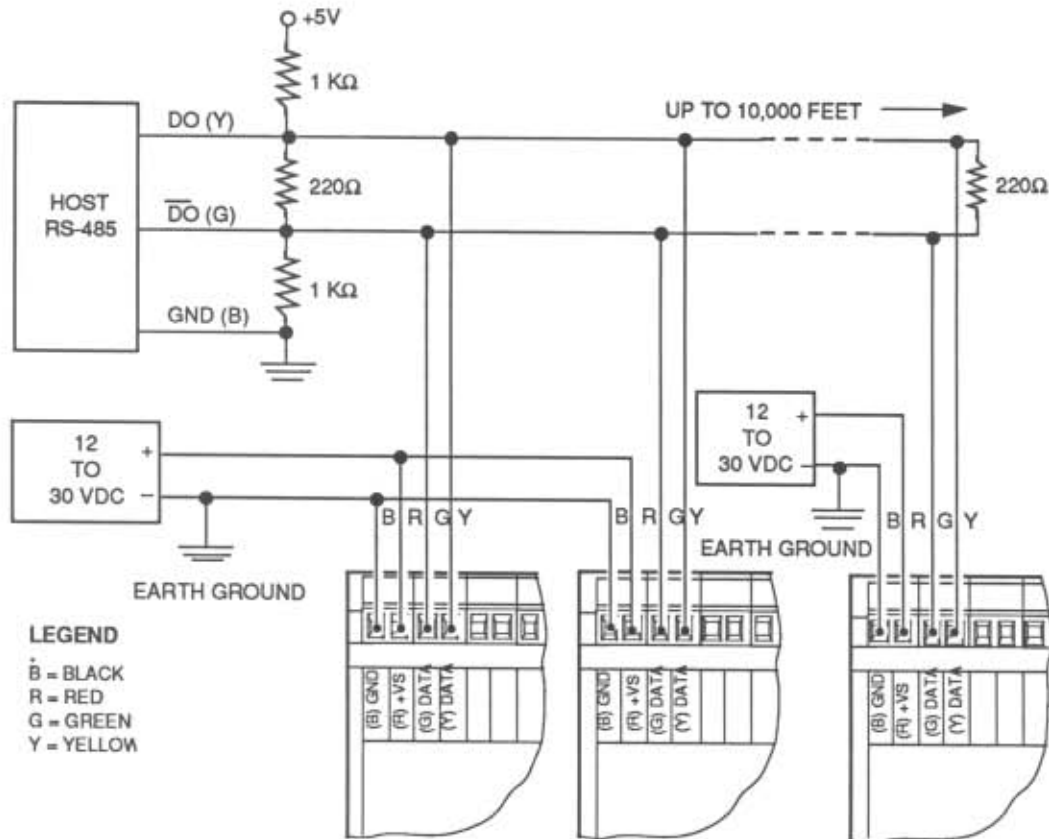 +5V
1 KΩ
DO (Y)
UP TO 10,000 FEET
220Ω
220Ω
HOST
RS-485
D̅O̅ (G)
1 KΩ
GND (B)
12
TO
30 VDC
+
−
12
TO
30 VDC
+
−
B R G Y
B R G Y
B R G Y
EARTH GROUND
EARTH GROUND
LEGEND
B = BLACK
R = RED
G = GREEN
Y = YELLOW
(B) GND
(R) +VS
(G) DATA
(Y) DATA
(B) GND
(R) +VS
(G) DATA
(Y) DATA
(B) GND
(R) +VS
(G) DATA
(Y) DATA